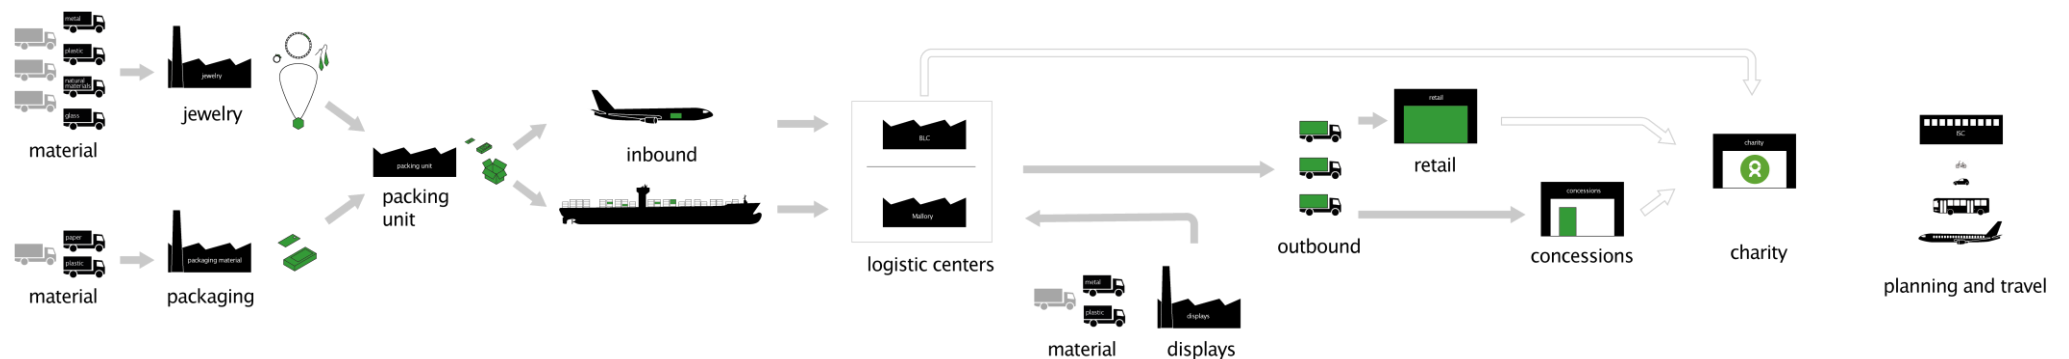 metal
plastic
natural
materials
glass
material
jewelry
jewelry
paper
plastic
material
packaging material
packaging
packing unit
packing
unit
inbound
BLC
Mallory
logistic centers
metal
plastic
material
displays
displays
outbound
retail
retail
concessions
concessions
charity
charity
ISC
planning and travel